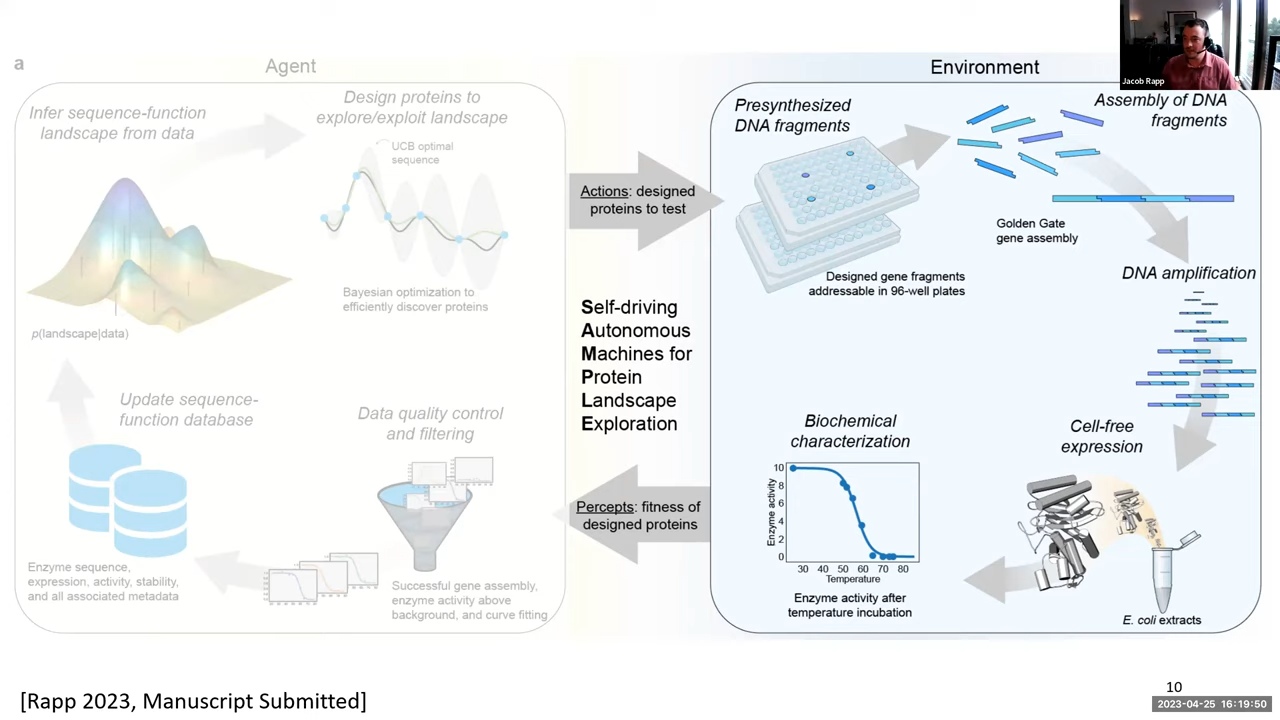 a
Agent
Infer sequence-function
landscape from data
Design proteins to
explore/exploit landscape
UCB optimal
sequence
Bayesian optimization to
efficiently discover proteins
p(landscape|data)
Update sequence-
function database
Data quality control
and filtering
Enzyme sequence,
expression, activity, stability,
and all associated metadata
Successful gene assembly,
enzyme activity above
background, and curve fitting
Actions: designed
proteins to test
Self-driving
Autonomous
Machines for
Protein
Landscape
Exploration
Percepts: fitness of
designed proteins
Environment
Presynthesized
DNA fragments
Assembly of DNA
fragments
Golden Gate
gene assembly
Designed gene fragments
addressable in 96-well plates
DNA amplification
Cell-free
expression
E. coli extracts
Biochemical
characterization
Enzyme activity
10
8
6
4
2
0
30 40 50 60 70 80
Temperature
Enzyme activity after
temperature incubation
Jacob Rapp
[Rapp 2023, Manuscript Submitted]
10
2023-04-25 16:19:50